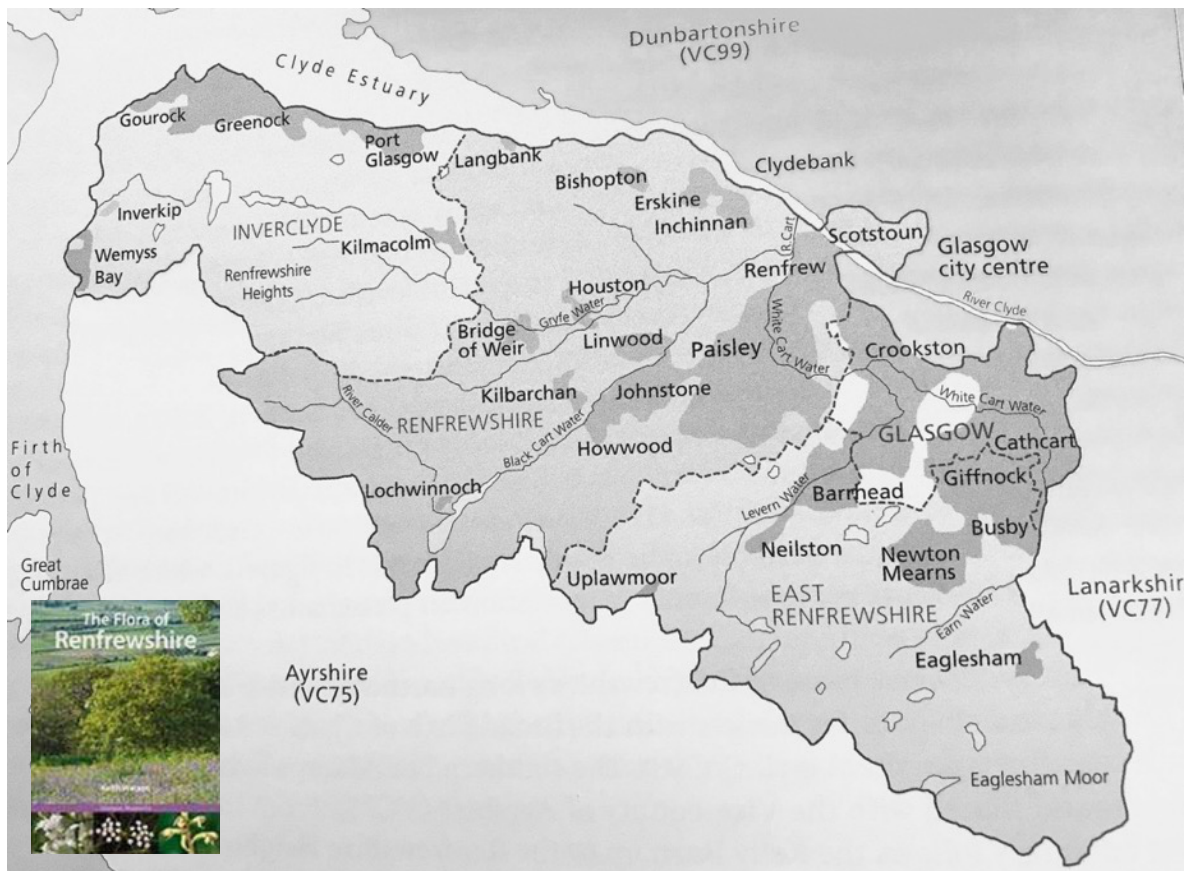 Dunbartonshire
(VC99)
Clyde Estuary
Gourock
Greenock
Port
Glasgow
Langbank
Clydebank
Bishopton
Erskine
Inchinnan
R.Cart
Scotstoun
Inverkip
INVERCLYDE
Kilmacolm
Wemyss
Bay
Renfrewshire
Heights
Renfrew
Glasgow
city centre
River Clyde
Houston
Gryfe Water
Bridge
of Weir
Linwood
White Cart Water
Paisley
Crookston
Kilbarchan
Johnstone
White Cart Water
River Calder
RENFREWSHIRE
Black Cart Water
Howwood
GLASGOW
Cathcart
Firth
of
Clyde
Lochwinnoch
Levern Water
Barrhead
Giffnock
Busby
Neilston
Newton
Mearns
Great
Cumbrae
Uplawmoor
EAST
RENFREWSHIRE
Earn Water
Lanarkshir
(VC77)
The Flora of
Renfrewshire
Eaglesham
Ayrshire
(VC75)
Eaglesham Moor